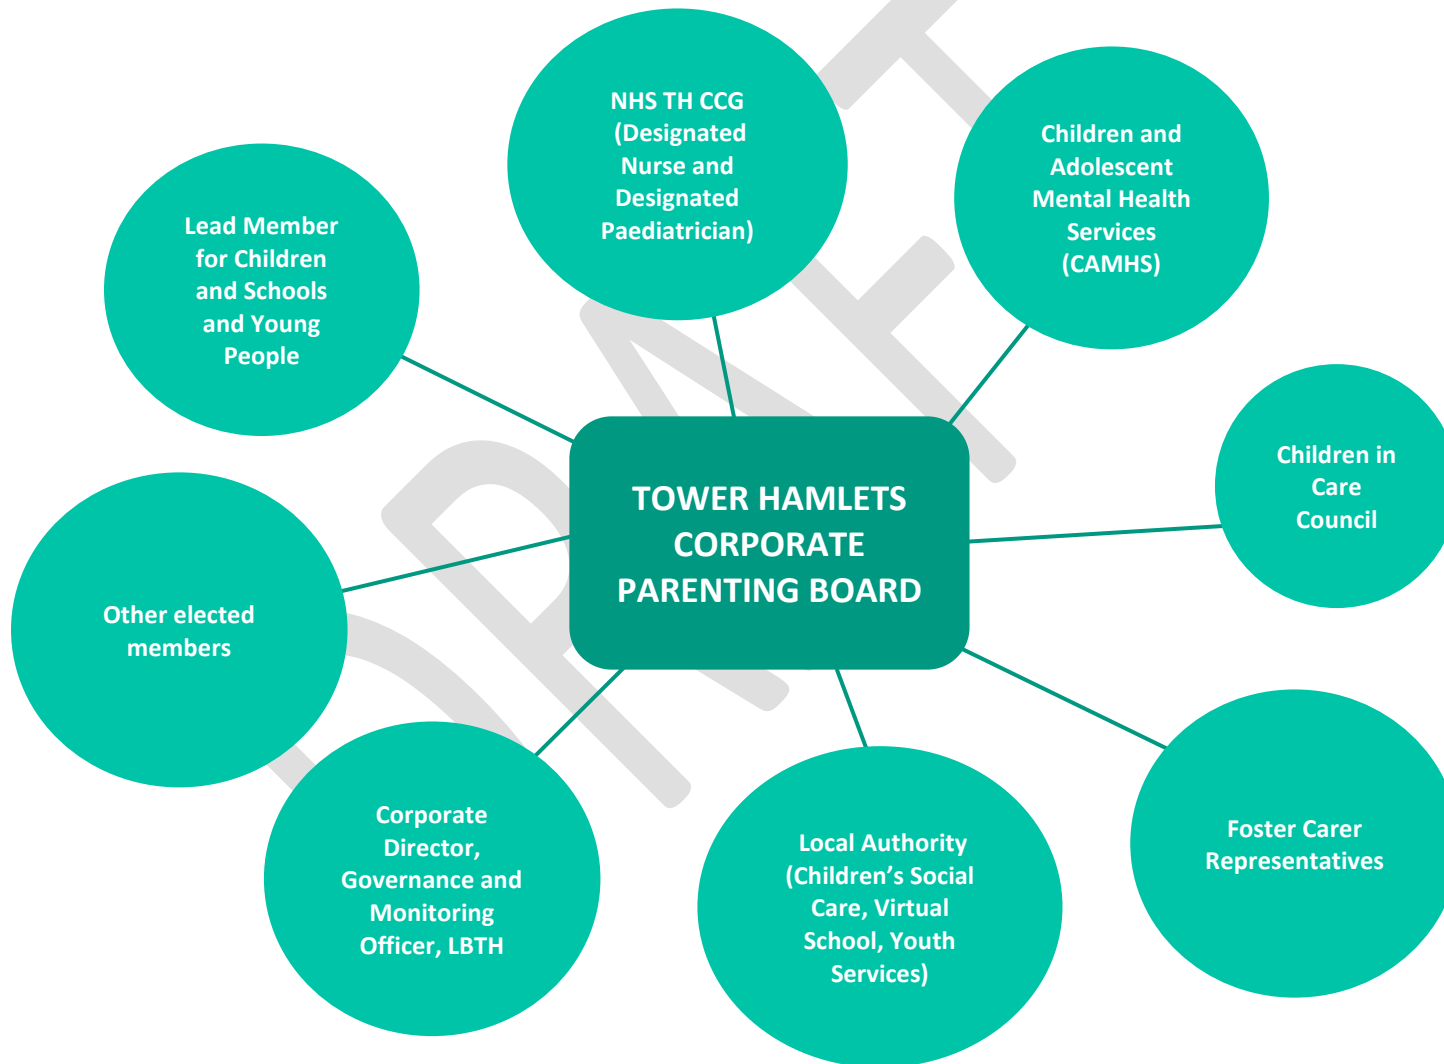 NHS TH CCG
(Designated
Nurse and
Designated
Paediatrician)
Children and
Adolescent
Mental Health
Services
(CAMHS)
Lead Member
for Children
and Schools
and Young
People
Children in
Care
Council
TOWER HAMLETS
CORPORATE
PARENTING BOARD
Other elected
members
Corporate
Director,
Governance and
Monitoring
Officer, LBTH
Local Authority
(Children’s Social
Care, Virtual
School, Youth
Services)
Foster Carer
Representatives
DRAFT